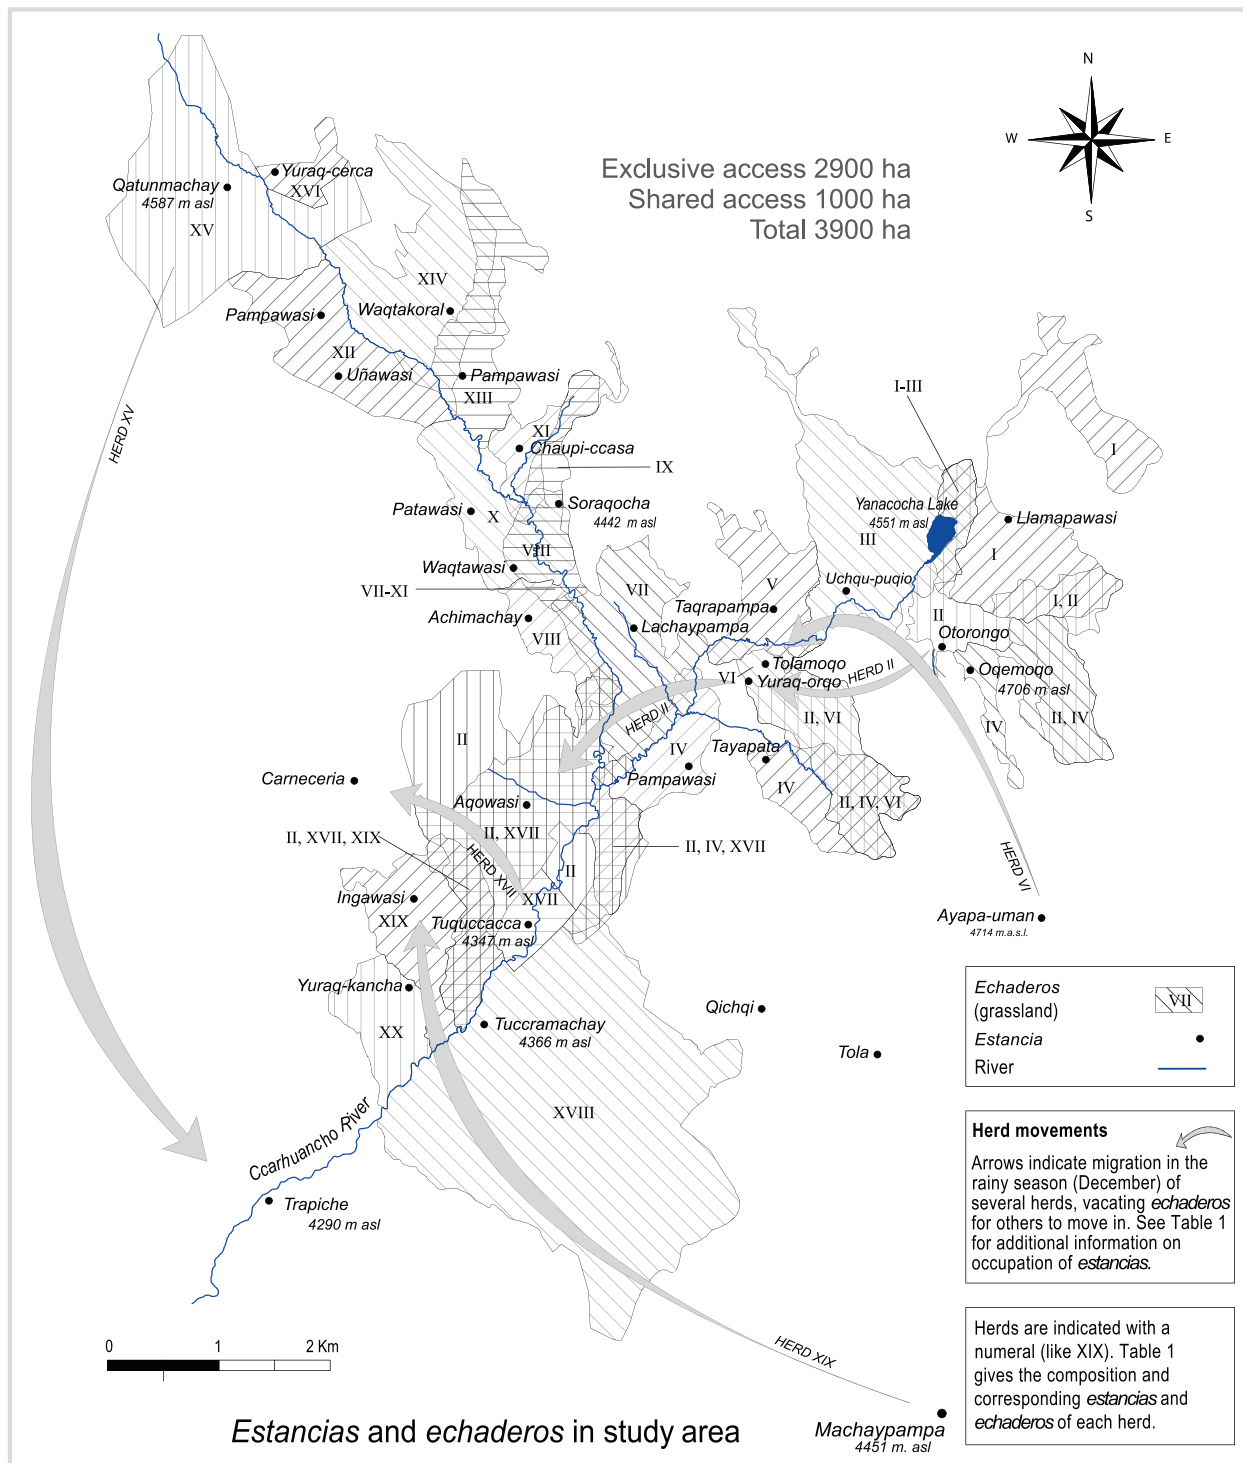 N
W
E
S
Exclusive access 2900 ha
Shared access 1000 ha
Total 3900 ha
Yuraq-cerca
XVI
Qatunmachay
4587 m asl
XV
XIV
Waqtakoral
Pampawasi
XII
Uñawasi
Pampawasi
XIII
HERD XV
XI
Chaupi-ccasa
IX
I-III
I
Patawasi
X
Soraqocha
4442 m asl
Yanacocha Lake
4551 m asl
III
Llamapawasi
I
VIII
Waqtawasi
VII-XI
VII
V
Uchqu-puqio
Taqrapampa
I, II
Achimachay
VIII
Lachaypampa
II
Otorongo
Tolamoqo
VI
Yuraq-orqo
HERD II
Oqemoqo
4706 m asl
HERD II
II, VI
IV
II, IV
II
IV
Tayapata
Carneceria
Pampawasi
IV
Aqowasi
II, IV, VI
II, XVII, XIX
II, XVII
II, IV, XVII
HERD XVII
II
HERD VI
Ingawasi
XVII
XIX
Tuquccacca
4347 m asl
Ayapa-uman
4714 m.a.s.l.
Yuraq-kancha
Qichqi
XX
Tuccramachay
4366 m asl
Tola
XVIII
Ccarhuancho River
Trapiche
4290 m asl
Echaderos
(grassland)
VII
Estancia
River
Herd movements
Arrows indicate migration in the
rainy season (December) of
several herds, vacating echaderos
for others to move in. See Table 1
for additional information on
occupation of estancias.
Herds are indicated with a
numeral (like XIX). Table 1
gives the composition and
corresponding estancias and
echaderos of each herd.
0 1 2 Km
HERD XIX
Machaypampa
4451 m. asl
Estancias and echaderos in study area